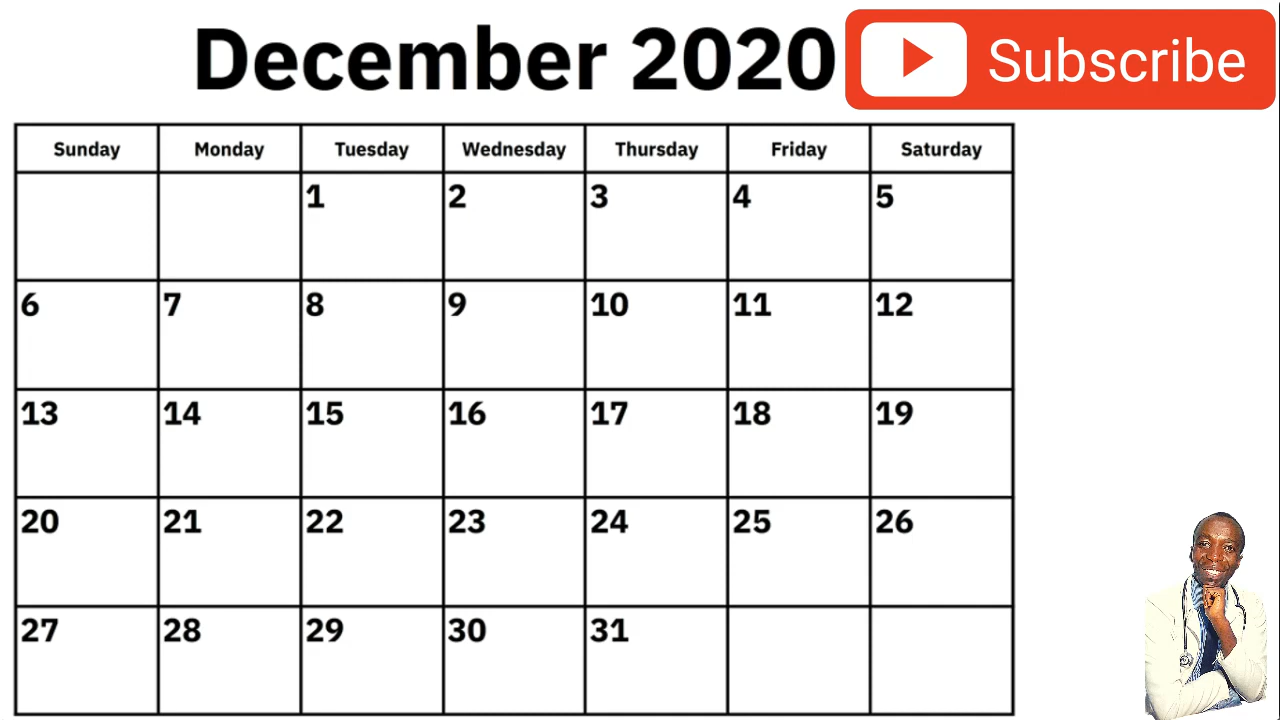 December 2020
Subscribe
Sunday Monday Tuesday Wednesday Thursday Friday Saturday
1 2 3 4 5
6 7 8 9 10 11 12
13 14 15 16 17 18 19
20 21 22 23 24 25 26
27 28 29 30 31